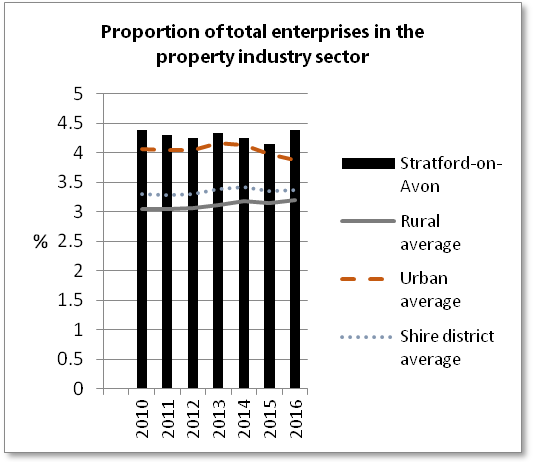 Proportion of total enterprises in the
property industry sector
5
4.5
4
3.5
3
% 2.5
2
1.5
1
0.5
0
2010
2011
2012
2013
2014
2015
2016
Stratford-on-
Avon
Rural
average
Urban
average
Shire district
average